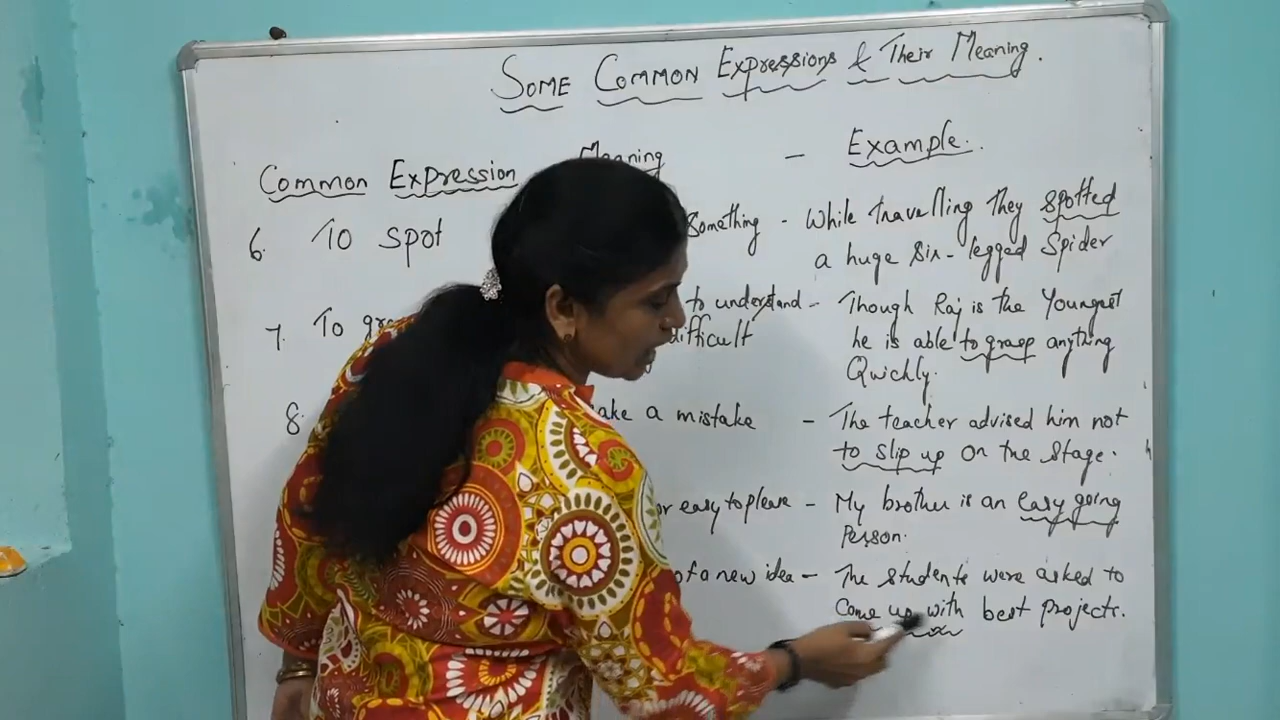 SOME COMMON Expressions & Their Meaning.
Common Expression Meaning - Example.
6. To spot something - While travelling they spotted
a huge six-legged Spider
7. To to understand - Though Raj is the Youngest
difficult he is able to grasp anything
Quickly.
8. a mistake - The teacher advised him not
to slip up on the stage.
easy to please - My brother is an easy going
Person.
of a new idea - The students were asked to
Come up with best projects.